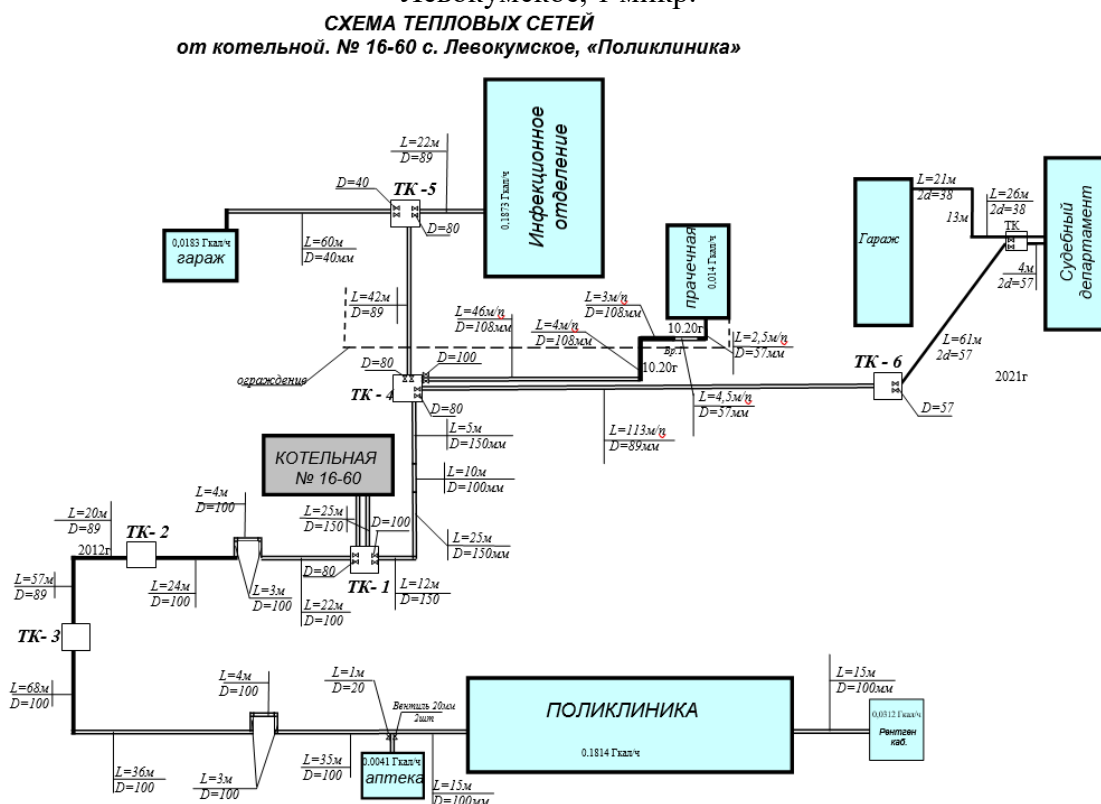 Левокумское, 1 микр.
СХЕМА ТЕПЛОВЫХ СЕТЕЙ
от котельной. № 16-60 с. Левокумское, «Поликлиника»
L=22м
D=89
D=40
ТК -5
D=80
0,1873 Гкал/ч
Инфекционное
отделение
0,0183 Гкал/ч
гараж
L=60м
D=40мм
L=42м
D=89
прачечная
0,014 Гкал/ч
Гараж
L=21м
2d=38
13м
L=26м
2d=38
ТК
4м
2d=57
Судебный
департамент
L=46м/п
D=108мм
L=3м/п
D=108мм
L=4м/п
D=108мм
10.20г
Вр.1
10.20г
L=2,5м/п
D=57мм
L=4,5м/п
D=57мм
L=61м
2d=57
2021г
ограждение
D=80
D=100
ТК - 4
D=80
ТК - 6
D=57
L=113м/п
D=89мм
L=5м
D=150мм
L=10м
D=100мм
L=25м
D=150мм
КОТЕЛЬНАЯ
№ 16-60
L=25м
D=150
D=100
D=80
ТК- 1
L=12м
D=150
L=4м
D=100
L=20м
D=89
2012г
ТК- 2
L=24м
D=100
L=3м
D=100
L=22м
D=100
L=57м
D=89
ТК- 3
L=68м
D=100
L=4м
D=100
L=1м
D=20
Вентиль 20мм
2шт
L=36м
D=100
L=3м
D=100
L=35м
D=100
0.0041 Гкал/ч
аптека
L=15м
D=100мм
ПОЛИКЛИНИКА
0.1814 Гкал/ч
L=15м
D=100мм
0,0312 Гкал/ч
Рентген
каб.